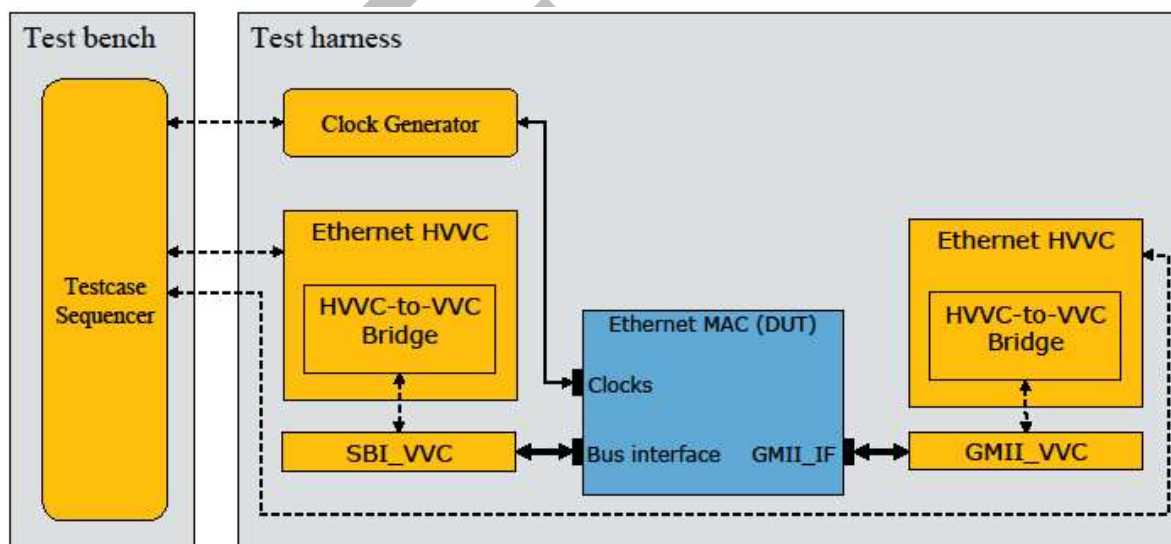 Test bench
Test harness
Testcase
Sequencer
Clock Generator
Ethernet HVVC
HVVC-to-VVC
Bridge
SBI_VVC
Ethernet MAC (DUT)
Clocks
Bus interface
GMII_IF
Ethernet HVVC
HVVC-to-VVC
Bridge
GMII_VVC